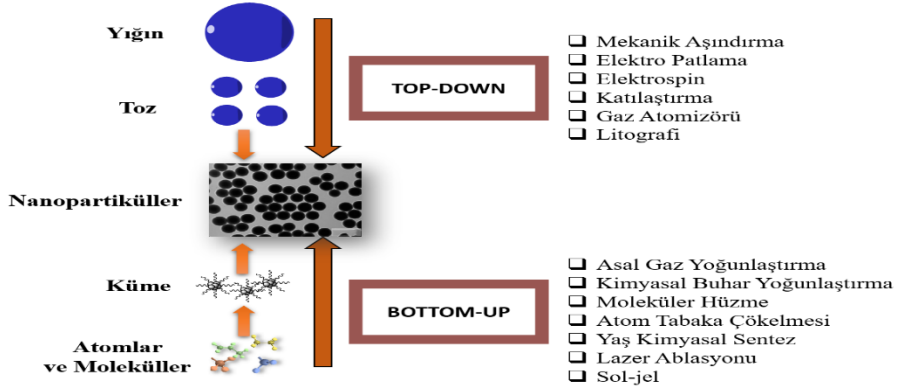 Yığın
Toz
Nanopartiküller
Küme
Atomlar
ve Moleküller
TOP-DOWN
❑ Mekanik Aşındırma
❑ Elektro Patlama
❑ Elektrospin
❑ Katılaştırma
❑ Gaz Atomizörü
❑ Litografi
BOTTOM-UP
❑ Asal Gaz Yoğunlaştırma
❑ Kimyasal Buhar Yoğunlaştırma
❑ Moleküler Hüzme
❑ Atom Tabaka Çökelmesi
❑ Yaş Kimyasal Sentez
❑ Lazer Ablasyonu
❑ Sol-jel